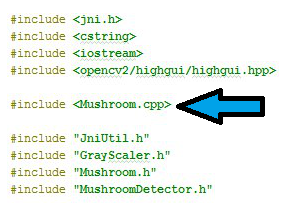 #include <jni.h>
#include <cstring>
#include <iostream>
#include <opencv2/highgui/highgui.hpp>
#include <Mushroom.cpp>
#include "JniUtil.h"
#include "GrayScaler.h"
#include "Mushroom.h"
#include "MushroomDetector.h"